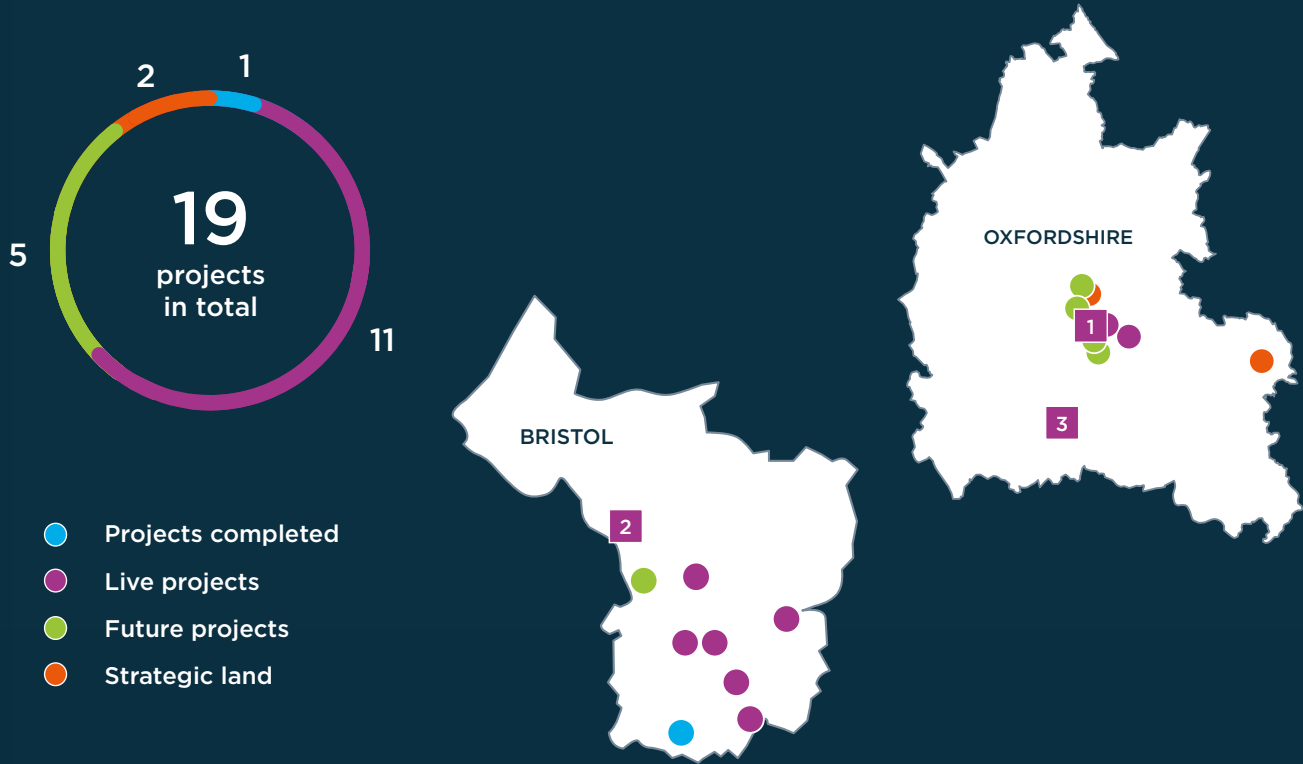 2
1
5
11
19
projects
in total
Projects completed
Live projects
Future projects
Strategic land
BRISTOL
2
OXFORDSHIRE
1
3